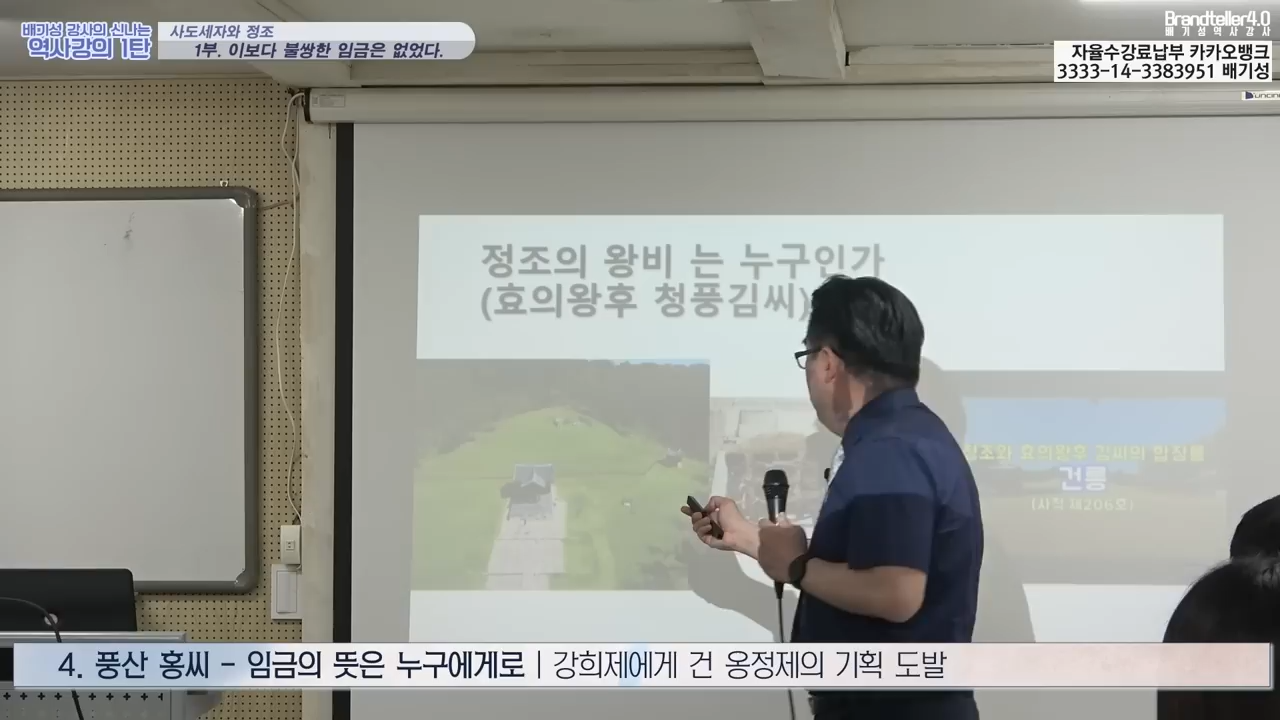 배기성 강사의 신나는
역사강의 1탄
사도세자와 정조
1부. 이보다 불쌍한 임금은 없었다.
Brandteller4.0
배기성역사강사
자율수강료납부 카카오뱅크
3333-14-3383951 배기성
정조의 왕비 는 누구인가
(효의왕후 청풍김씨)
정조와 효의왕후 김씨의 합장릉
건릉
(사적 제206호)
4. 풍산 홍씨 - 임금의 뜻은 누구에게로 | 강희제에게 건 옹정제의 기획 도발